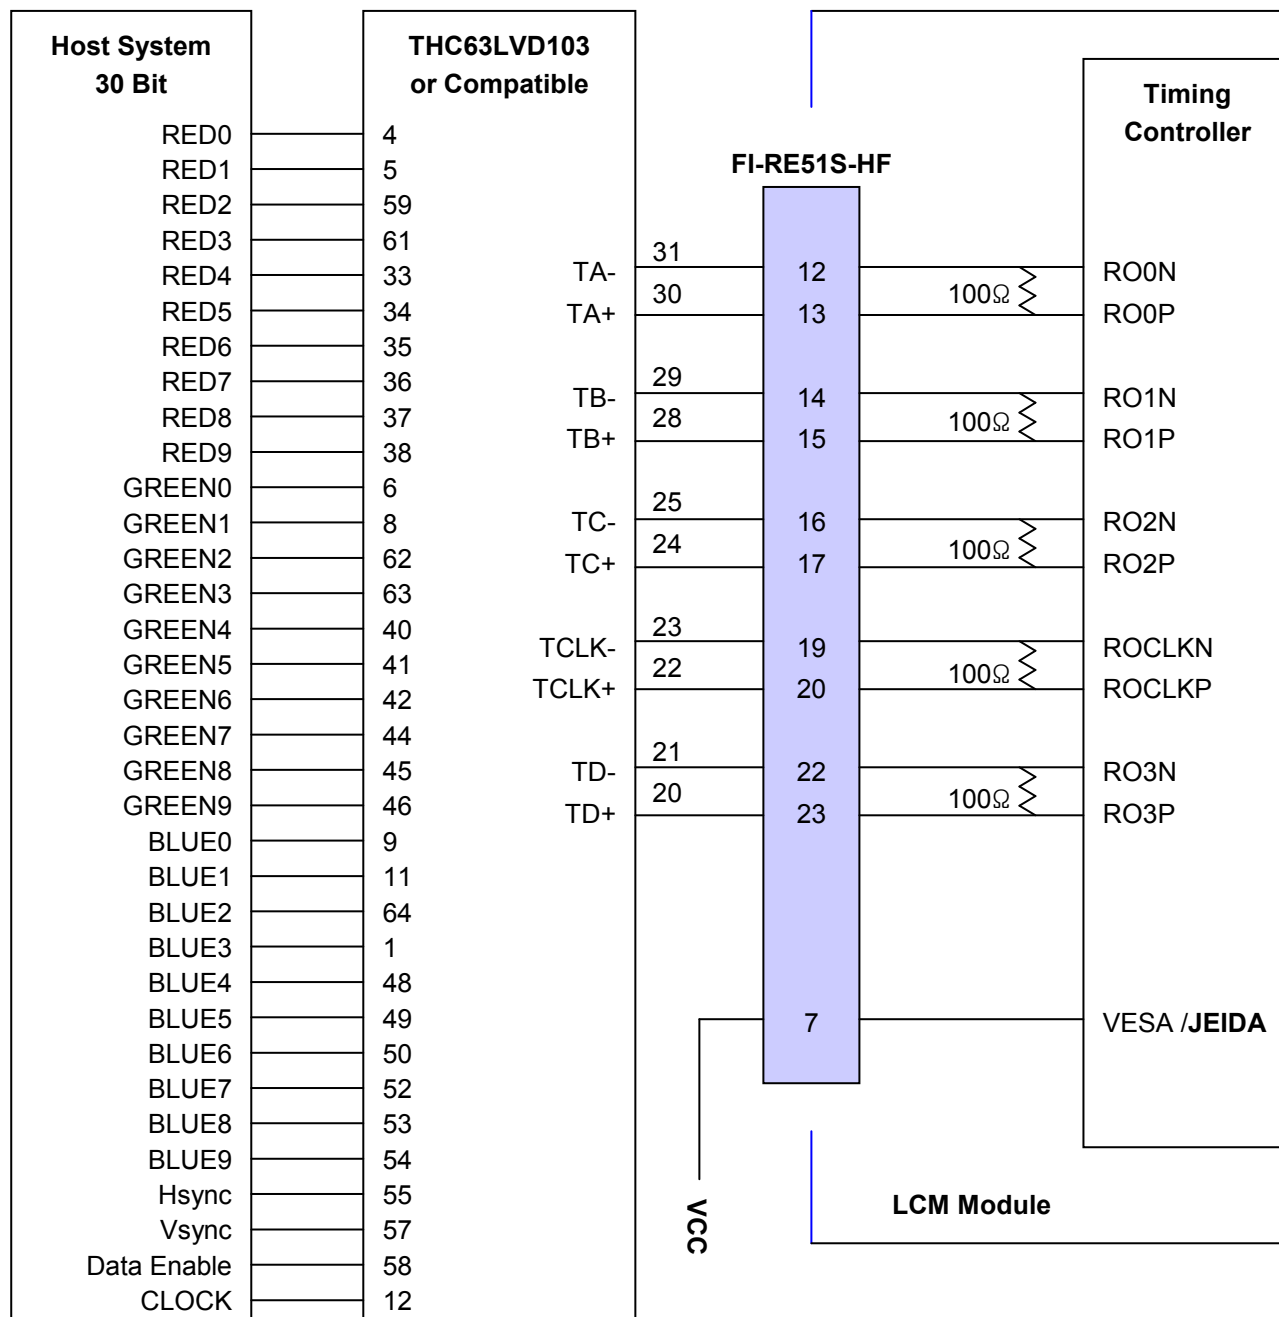 Host System
30 Bit
RED0
RED1
RED2
RED3
RED4
RED5
RED6
RED7
RED8
RED9
GREEN0
GREEN1
GREEN2
GREEN3
GREEN4
GREEN5
GREEN6
GREEN7
GREEN8
GREEN9
BLUE0
BLUE1
BLUE2
BLUE3
BLUE4
BLUE5
BLUE6
BLUE7
BLUE8
BLUE9
Hsync
Vsync
Data Enable
CLOCK
THC63LVD103
or Compatible
4
5
59
61
33
34
35
36
37
38
6
8
62
63
40
41
42
44
45
46
9
11
64
1
48
49
50
52
53
54
55
57
58
12
TA-
TA+
TB-
TB+
TC-
TC+
TCLK-
TCLK+
TD-
TD+
31
30
29
28
25
24
23
22
21
20
FI-RE51S-HF
12
13
14
15
16
17
19
20
22
23
7
VCC
100Ω
100Ω
100Ω
100Ω
100Ω
Timing
Controller
RO0N
RO0P
RO1N
RO1P
RO2N
RO2P
ROCLKN
ROCLKP
RO3N
RO3P
VESA /JEIDA
LCM Module